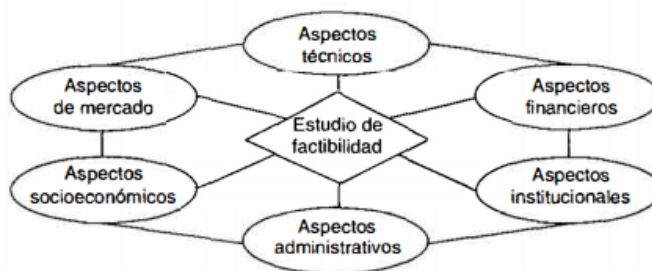 Aspectos
técnicos
Aspectos
de mercado
Aspectos
financieros
Estudio de
factibilidad
Aspectos
socioeconómicos
Aspectos
institucionales
Aspectos
administrativos